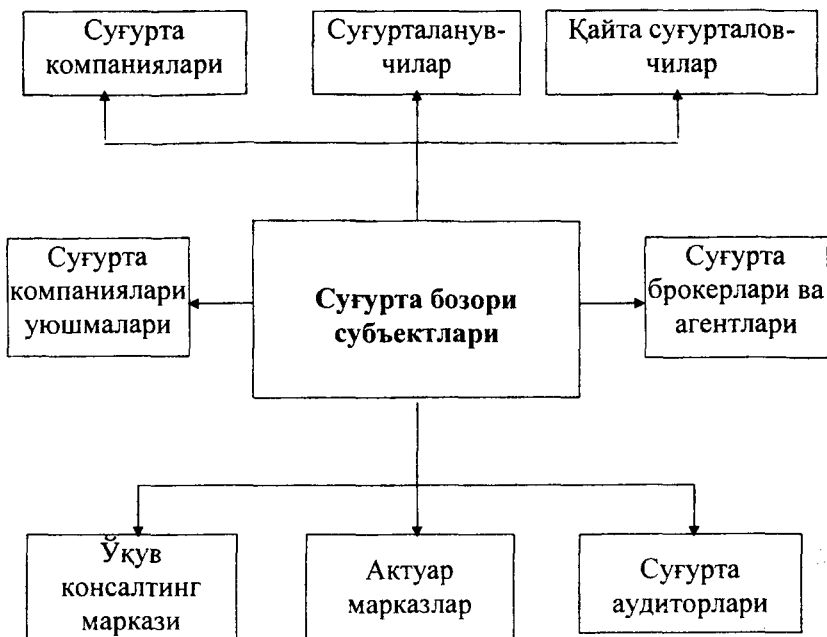 Суғурта
компаниялари
Суғурталанув-
чилар
Қайта суғурталов-
чилар
Суғурта
компаниялари
уюшмалари
Суғурта бозори
субъектлари
Суғурта
брокерлари ва
агентлари
Ўқув
консалтинг
маркази
Актуар
марказлар
Суғурта
аудиторлари